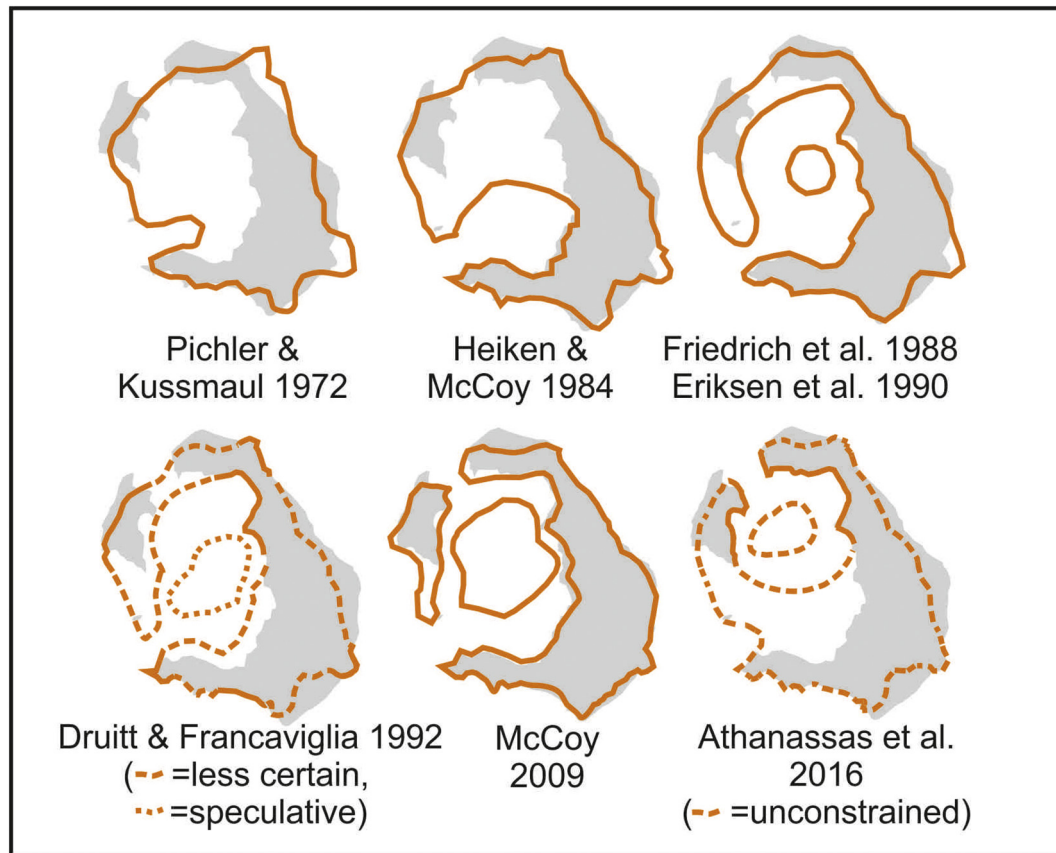 Pichler &
Kussmaul 1972
Heiken &
McCoy 1984
Friedrich et al. 1988
Eriksen et al. 1990
Druitt & Francaviglia 1992
( =less certain,
=speculative)
McCoy
2009
Athanassas et al.
2016
( =unconstrained)